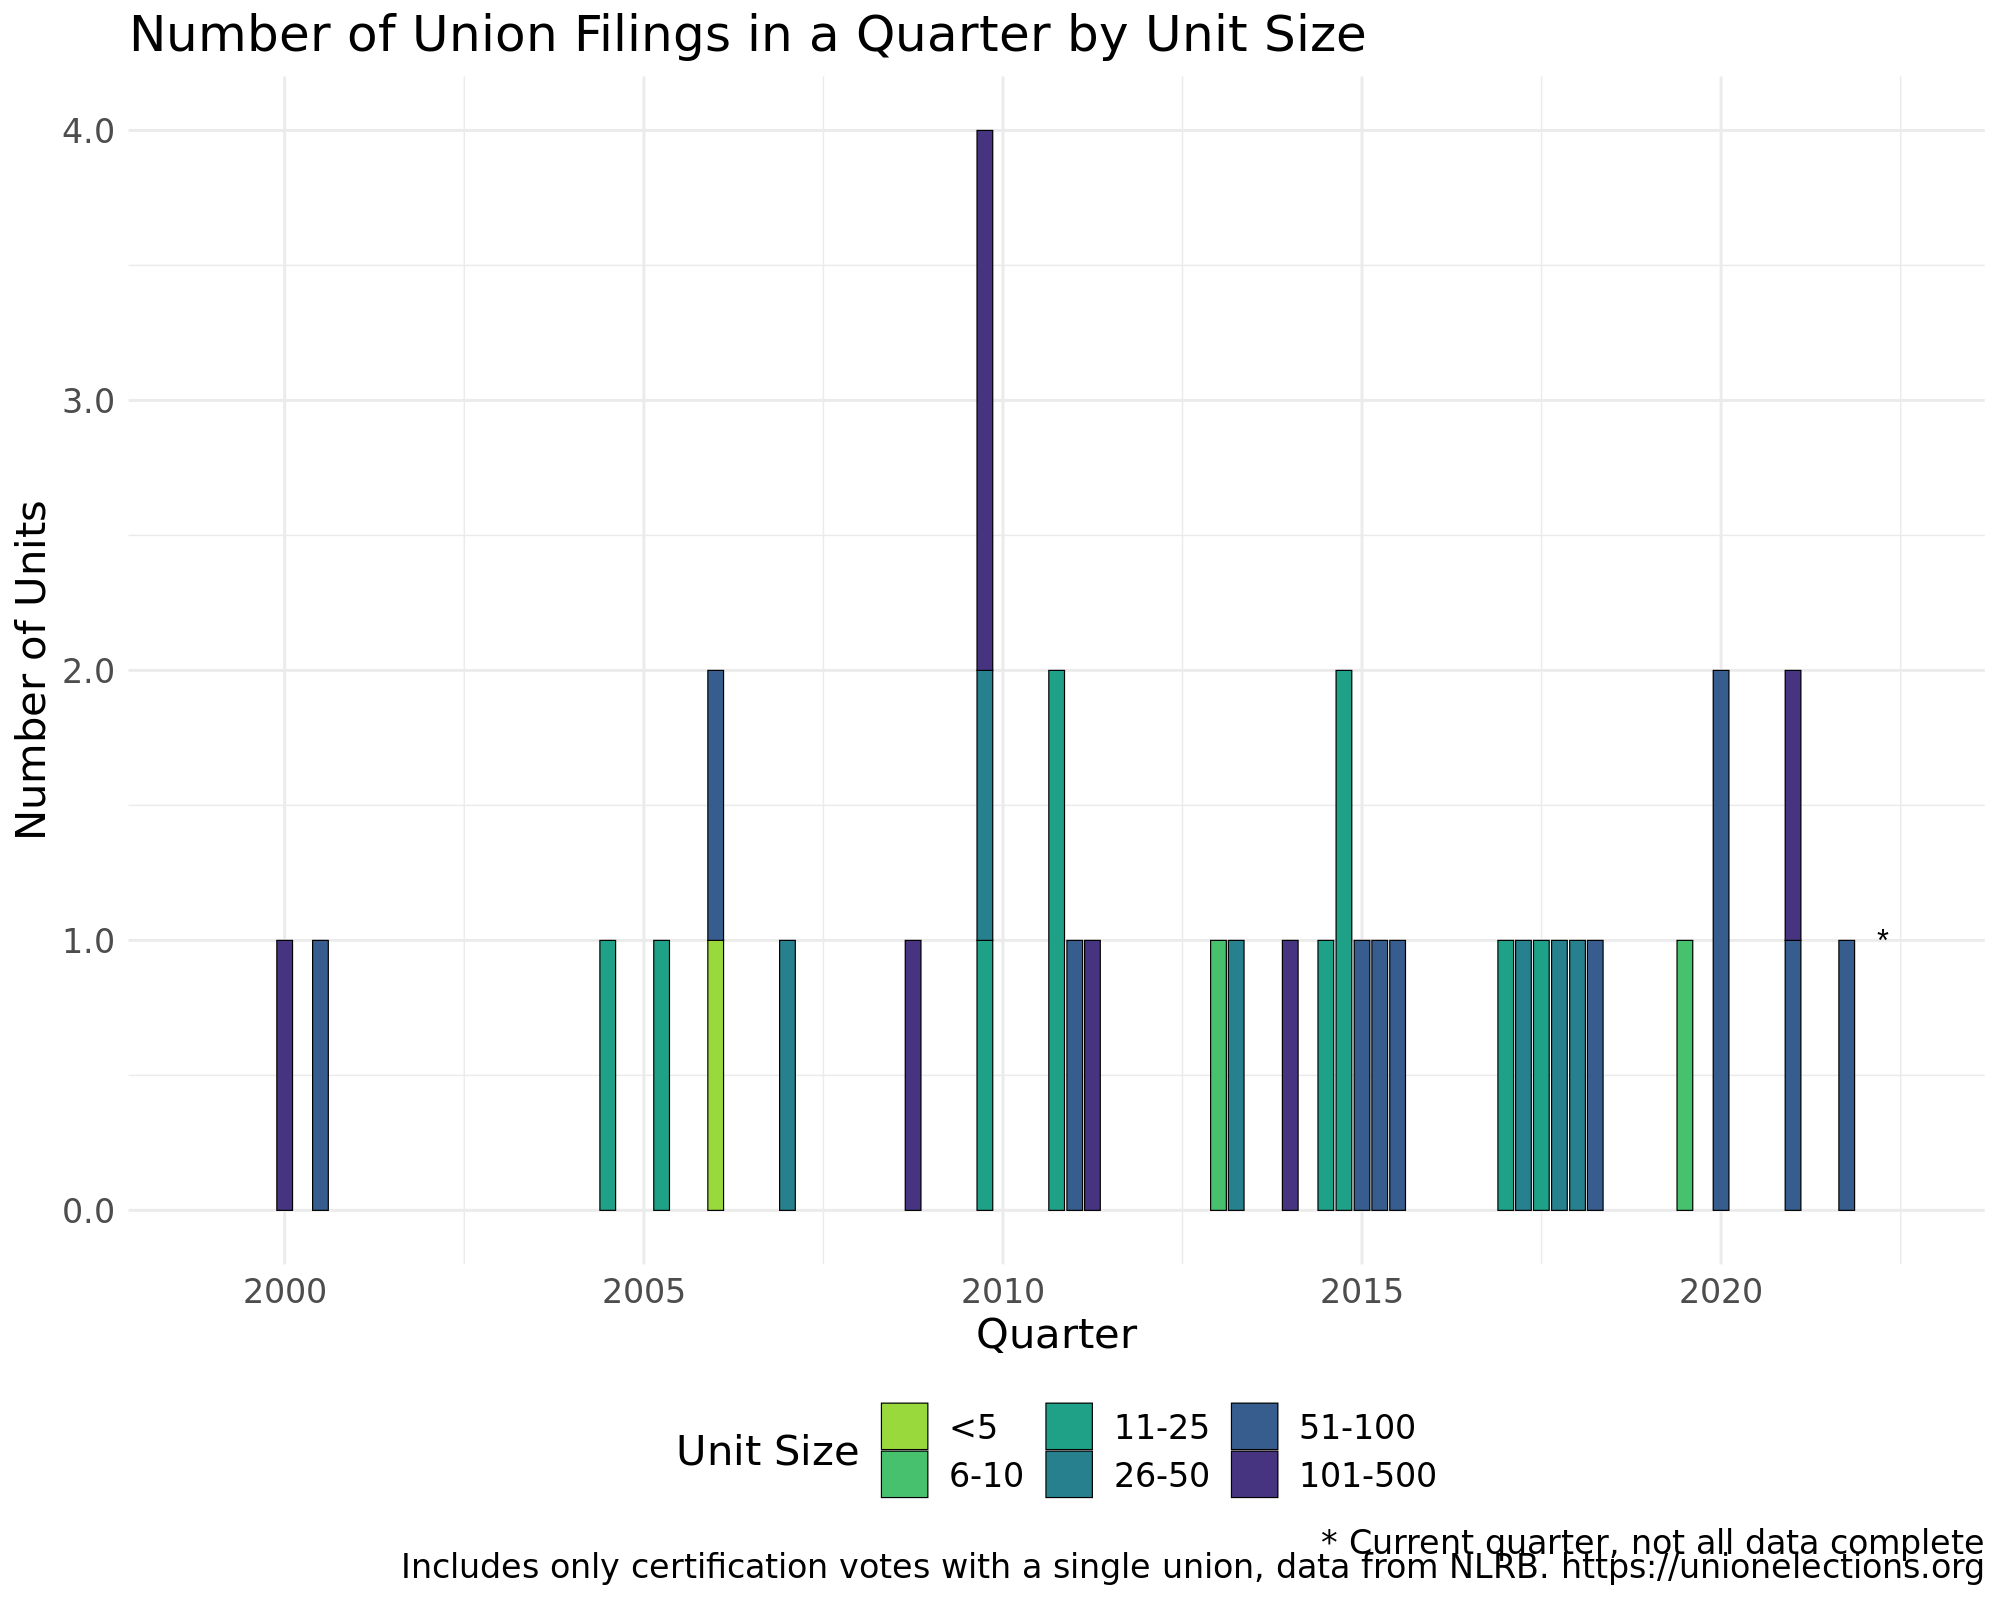 Number of Union Filings in a Quarter by Unit Size
Number of Units
4.0
3.0
2.0
1.0
0.0
*
2000 2005 2010 2015 2020
Quarter
Unit Size
<5 11-25 51-100
6-10 26-50 101-500
* Current quarter, not all data complete
Includes only certification votes with a single union, data from NLRB. https://unionelections.org